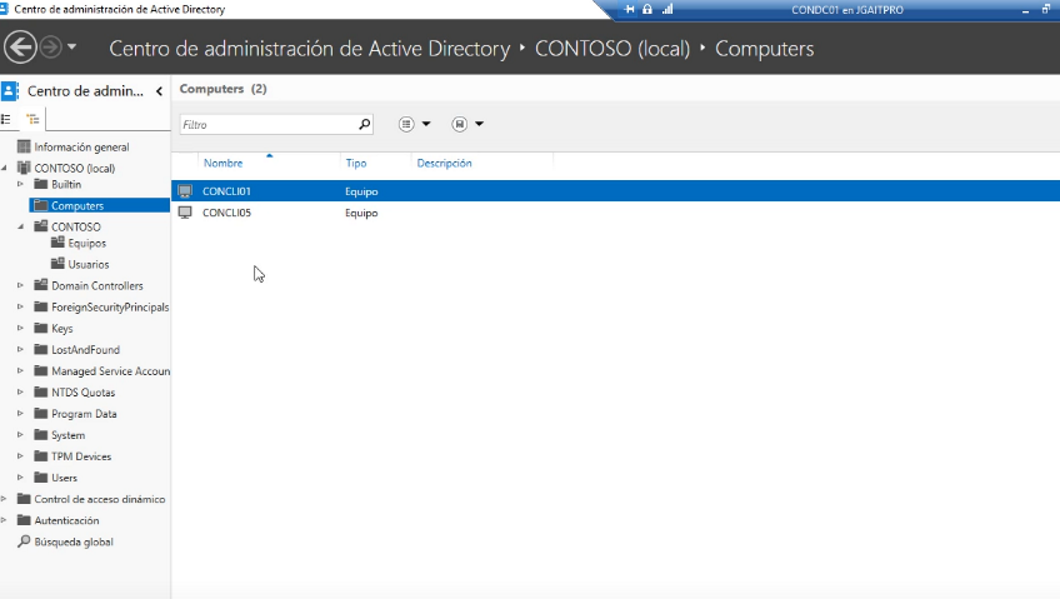 Centro de administración de Active Directory
CONDC01 en JGAITPRO
Centro de administración de Active Directory ‣ CONTOSO (local) ‣ Computers
Centro de admin...
Información general
CONTOSO (local)
Builtin
Computers
CONTOSO
Equipos
Usuarios
Domain Controllers
ForeignSecurityPrincipals
Keys
LostAndFound
Managed Service Accoun
NTDS Quotas
Program Data
System
TPM Devices
Users
Control de acceso dinámico
Autenticación
Búsqueda global
Computers (2)
Filtro
Nombre Tipo Descripción
CONCLI01 Equipo
CONCLI05 Equipo